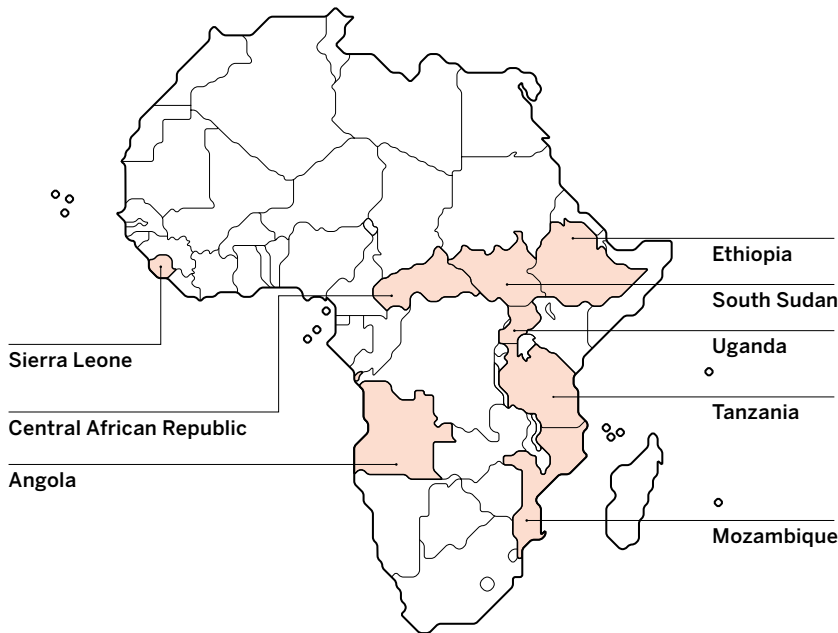 Ethiopia
South Sudan
Uganda
Sierra Leone
Tanzania
Central African Republic
Angola
Mozambique